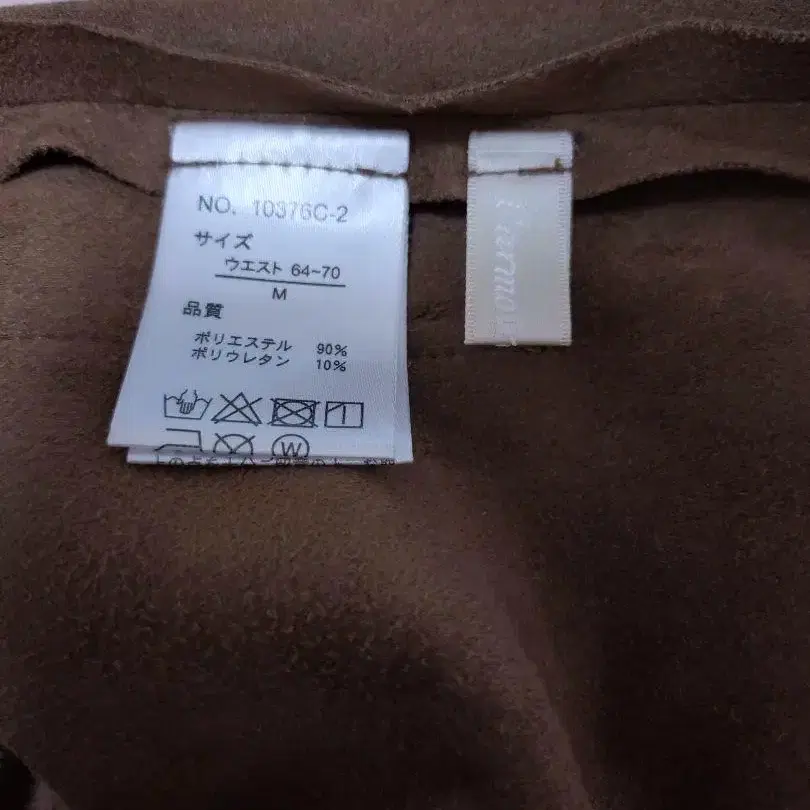 NO. 10376C-2
サイズ
ウエスト 64~70
M
品質
ポリエステル 90%
ポリウレタン 10%
W